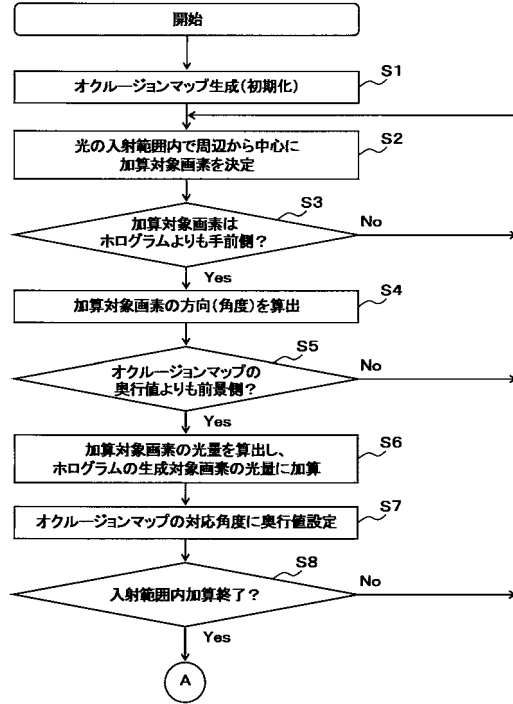 開始
オクルージョンマップ生成(初期化)
S1
光の入射範囲内で周辺から中心に
加算対象画素を決定
S2
加算対象画素は
ホログラムよりも手前側?
S3
No
Yes
加算対象画素の方向(角度)を算出
S4
オクルージョンマップの
奥行値よりも前景側?
S5
No
Yes
加算対象画素の光量を算出し、
ホログラムの生成対象画素の光量に加算
S6
オクルージョンマップの対応角度に奥行値設定
S7
入射範囲内加算終了?
S8
No
Yes
A